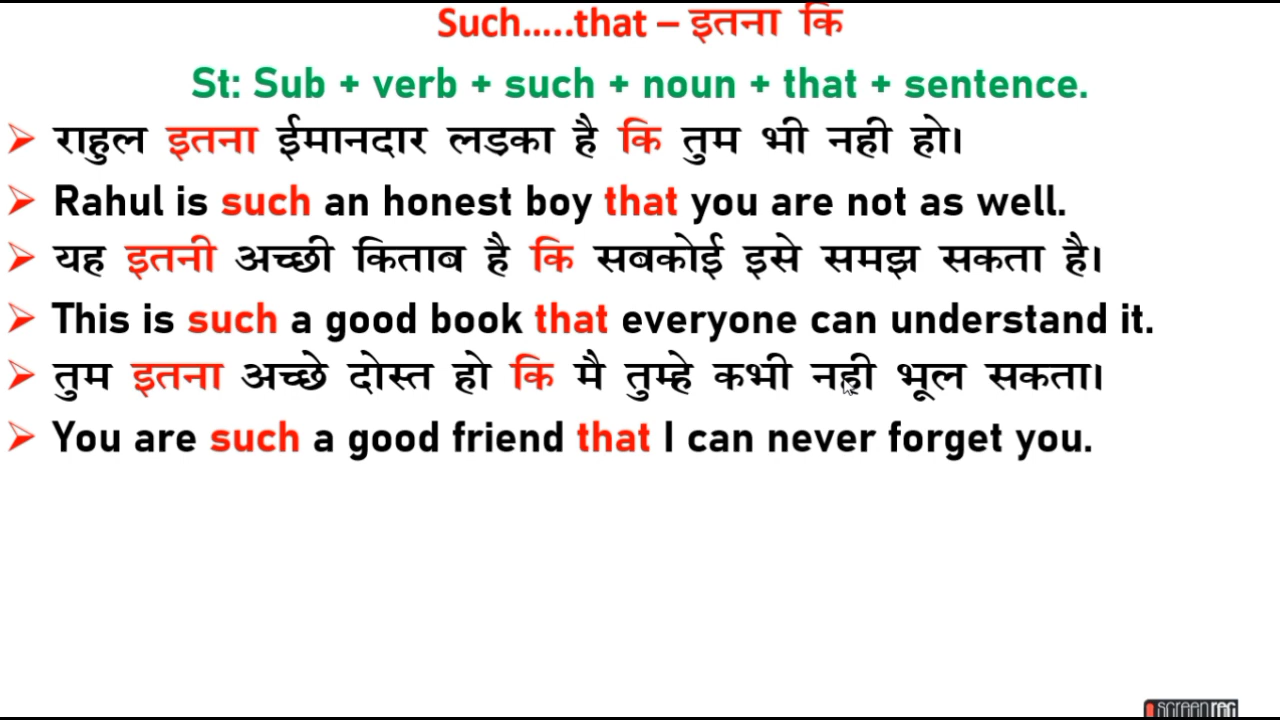 Such.....that – इतना कि
St: Sub + verb + such + noun + that + sentence.
➢ राहुल इतना ईमानदार लड़का है कि तुम भी नही हो।
➢ Rahul is such an honest boy that you are not as well.
➢ यह इतनी अच्छी किताब है कि सबकोई इसे समझ सकता है।
➢ This is such a good book that everyone can understand it.
➢ तुम इतना अच्छे दोस्त हो कि मै तुम्हे कभी नही भूल सकता।
➢ You are such a good friend that I can never forget you.